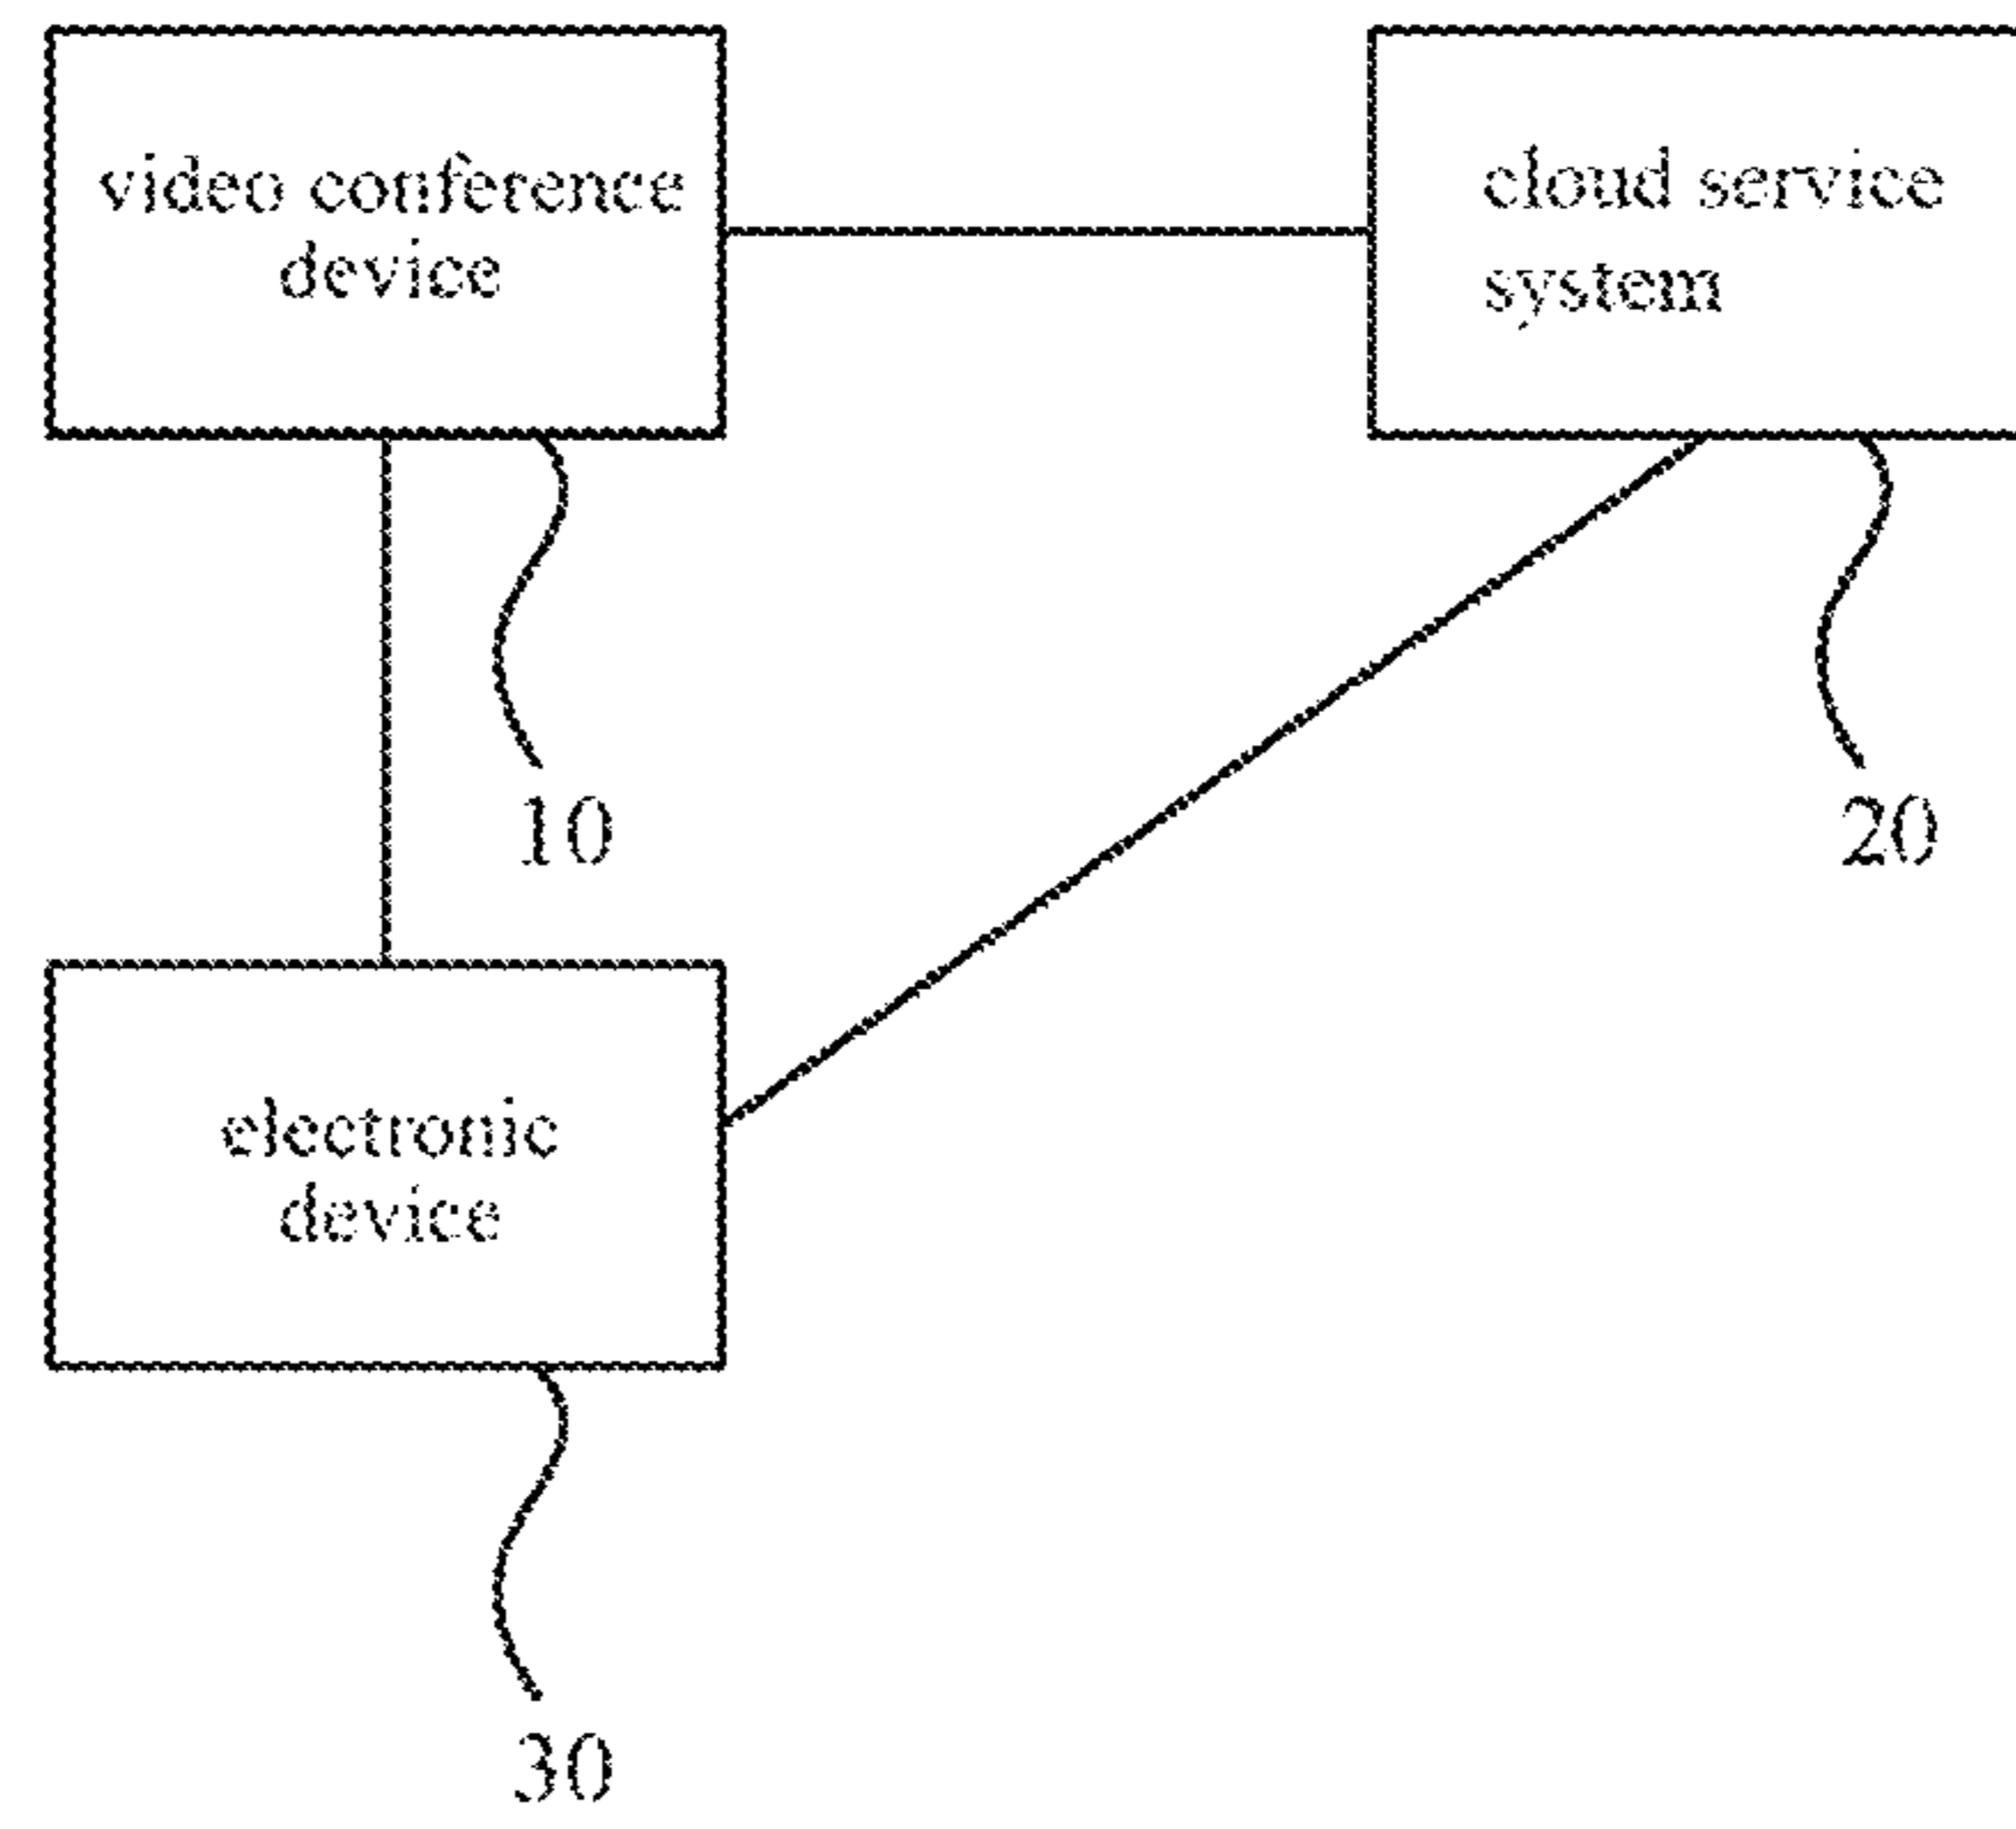 video conference
device
cloud service
system
10
20
electronic
device
30